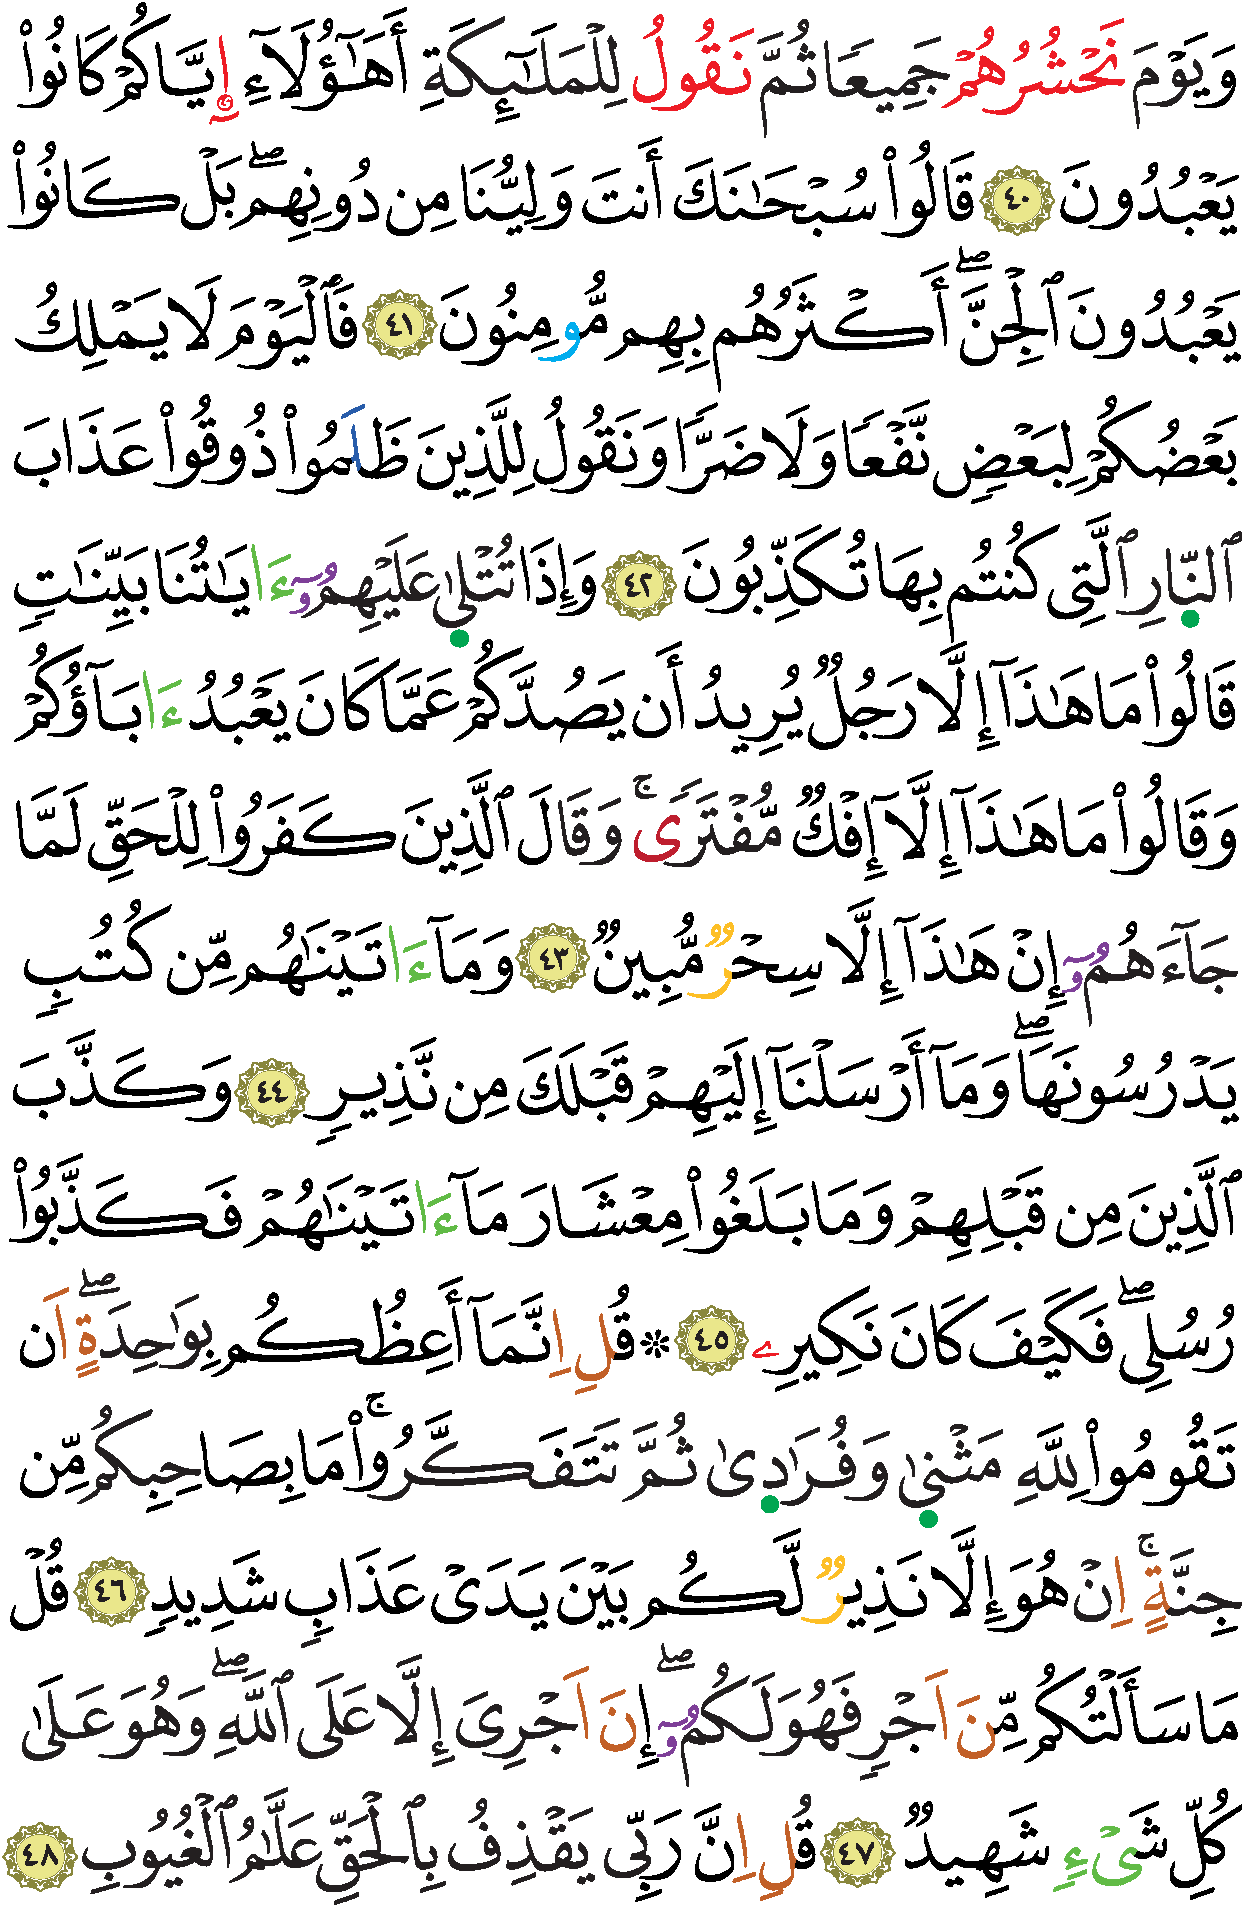 وَيَوْمَ نَحْشُرُهُمْ جَمِيعًا ثُمَّ نَقُولُ لِلْمَلَٰٓئِكَةِ أَهَٰٓؤُلَآءِ اِ۪يَّاكُمْ كَانُوا۟
يَعْبُدُونَ ٤٠ قَالُوا۟ سُبْحَٰنَكَ أَنتَ وَلِيُّنَا مِن دُونِهِمۖ بَلْ كَانُوا۟
يَعْبُدُونَ ٱلْجِنَّۖ أَكْثَرُهُم بِهِم مُّومِنُونَ ٤١ فَٱلْيَوْمَ لَا يَمْلِكُ
بَعْضُكُمْ لِبَعْضٍ نَّفْعًا وَلَا ضَرًّا وَنَقُولُ لِلَّذِينَ ظَلَمُوا۟ ذُوقُوا۟ عَذَابَ
ٱلنّ۪ارِ ٱلَّتِى كُنتُم بِهَا تُكَذِّبُونَ ٤٢ وَإِذَا تُتْل۪ىٰ عَلَيْهِمُۥٓ ءَايَٰتُنَا بَيِّنَٰتٍ
قَالُوا۟ مَا هَٰذَآ إِلَّا رَجُلٌ يُرِيدُ أَن يَصُدَّكُمْ عَمَّا كَانَ يَعْبُدُ ءَابَآؤُكُمْ
وَقَالُوا۟ مَا هَٰذَآ إِلَّآ إِفْكٌ مُّفْتَرًىۚ وَقَالَ ٱلَّذِينَ كَفَرُوا۟ لِلْحَقِّ لَمَّا
جَآءَهُمُۥٓ إِنْ هَٰذَآ إِلَّا سِحْرٌ مُّبِينٌ ٤٣ وَمَآ ءَاتَيْنَٰهُم مِّن كُتُبٍ
يَدْرُسُونَهَاۖ وَمَآ أَرْسَلْنَآ إِلَيْهِمْ قَبْلَكَ مِن نَّذِيرٍ ٤٤ وَكَذَّبَ
ٱلَّذِينَ مِن قَبْلِهِمْ وَمَا بَلَغُوا۟ مِعْشَارَ مَآ ءَاتَيْنَٰهُمْ فَكَذَّبُوا۟
رُسُلِىۖ فَكَيْفَ كَانَ نَكِيرِۦ ٤٥ ۞ قُلِ اِنَّمَآ أَعِظُكُم بِوَٰحِدَةٍۖ اَن
تَقُومُوا۟ لِلَّهِ مَثْن۪ىٰ وَفُرَٰد۪ىٰ ثُمَّ تَتَفَكَّرُوا۟ۚ مَا بِصَاحِبِكُم مِّن
جِنَّةٍۚ اِنْ هُوَ إِلَّا نَذِيرٌ لَّكُم بَيْنَ يَدَىْ عَذَابٍ شَدِيدٍ ٤٦ قُلْ
مَا سَأَلْتُكُم مِّنَ اَجْرٍ فَهُوَ لَكُمُۥٓۖ إِنَ اَجْرِىَ إِلَّا عَلَى ٱللَّهِۖ وَهُوَ عَلَىٰ
كُلِّ شَىْءٍ شَهِيدٌ ٤٧ قُلِ اِنَّ رَبِّى يَقْذِفُ بِٱلْحَقِّ عَلَّٰمُ ٱلْغُيُوبِ ٤٨